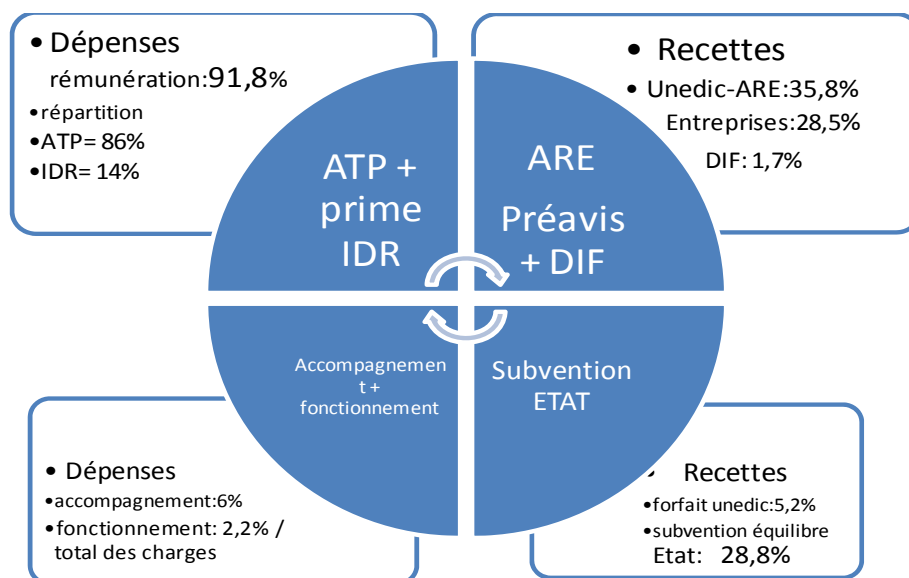 • Dépenses
rémunération:91,8%
•répartition
•ATP= 86%
•IDR= 14%
• Recettes
• Unedic-ARE:35,8%
Entreprises:28,5%
DIF: 1,7%
ATP +
prime
IDR
ARE
Préavis
+ DIF
Accompagnemen
t +
fonctionnement
Subvention
ETAT
• Dépenses
•accompagnement:6%
•fonctionnement: 2,2% /
total des charges
• Recettes
•forfait unedic:5,2%
•subvention équilibre
Etat: 28,8%